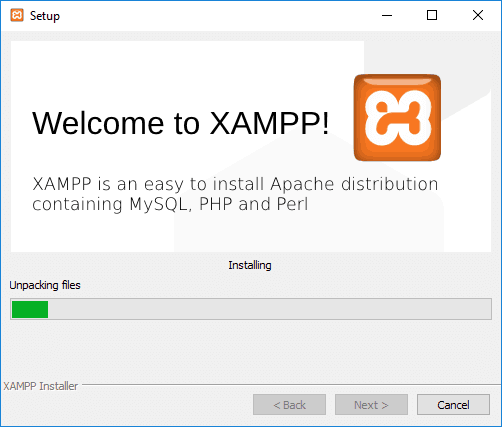 Setup
Welcome to XAMPP!
XAMPP is an easy to install Apache distribution
containing MySQL, PHP and Perl
Installing
Unpacking files
XAMPP Installer
< Back
Next >
Cancel